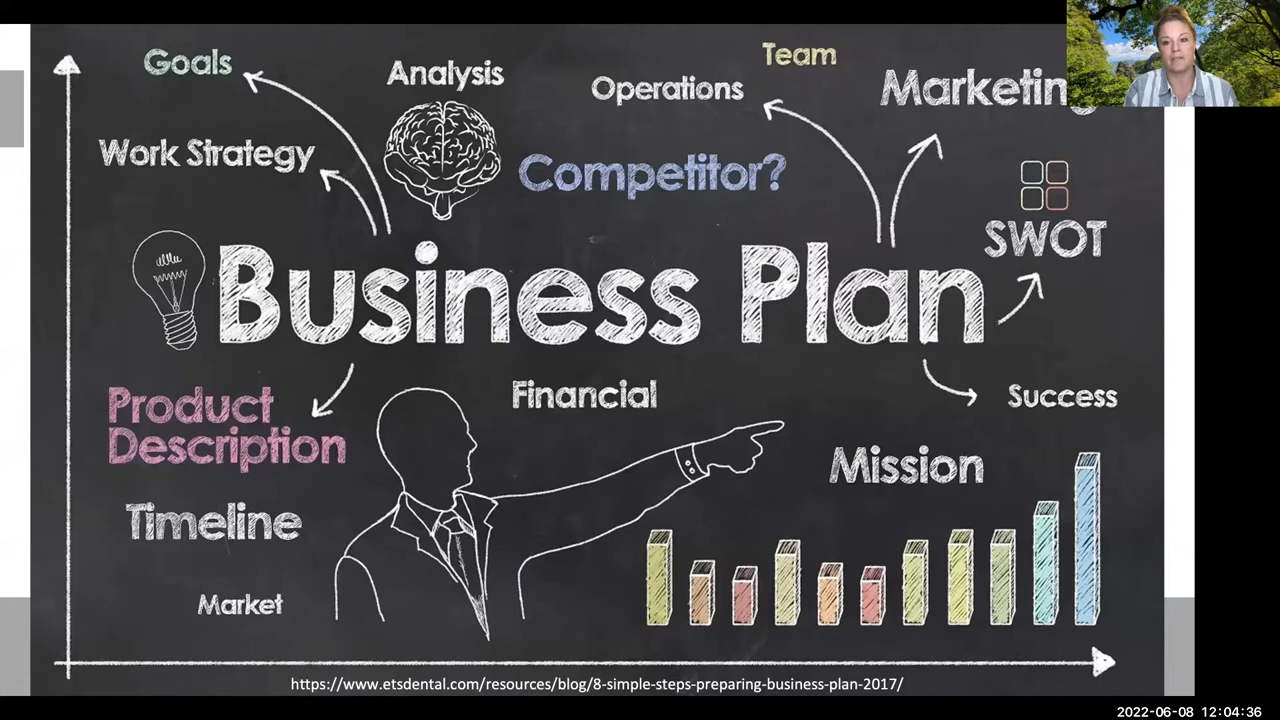 Goals
Analysis
Operations
Team
Marketing
Work Strategy
Competitor?
SWOT
Business Plan
Product
Description
Financial
Success
Mission
Timeline
Market
https://www.etsdental.com/resources/blog/8-simple-steps-preparing-business-plan-2017/
2022-06-08 12:04:36